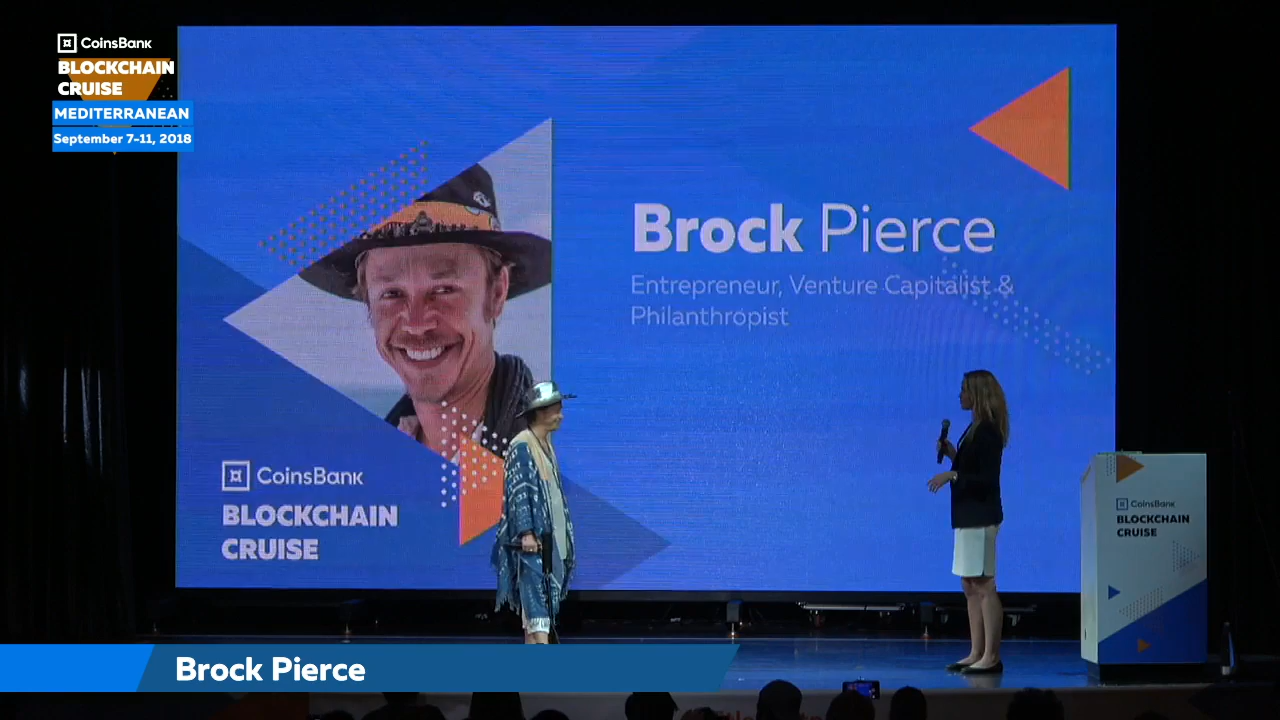 CoinsBank
BLOCKCHAIN
CRUISE
MEDITERRANEAN
September 7-11, 2018
Brock Pierce
Entrepreneur, Venture Capitalist &
Philanthropist
CoinsBank
BLOCKCHAIN
CRUISE
CoinsBank
BLOCKCHAIN
CRUISE
Brock Pierce